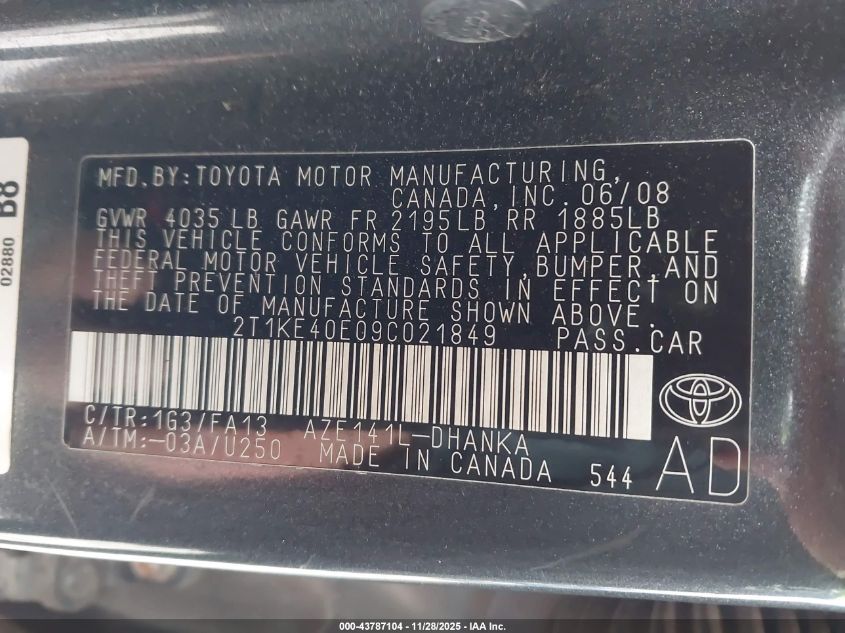 MFD. BY: TOYOTA MOTOR MANUFACTURING,
CANADA, INC. 06/08
GVWR 4035 LB GAWR FR 2195LB RR 1885LB
THIS VEHICLE CONFORMS TO ALL APPLICABLE
FEDERAL MOTOR VEHICLE SAFETY, BUMPER, AND
THEFT PREVENTION STANDARDS IN EFFECT ON
THE DATE OF MANUFACTURE SHOWN ABOVE.
2T1KE40E09C021849 PASS. CAR
C/TR: 1G3/FA13 AZE141L-DHANKA
A/TM: -03A/U250 MADE IN CANADA 544 AD
02880 B8
000-43787104 - 11/28/2025 - IAA Inc.